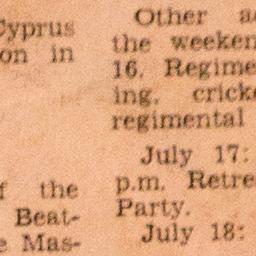 Cyprus
on in
f the
Beat-
e Mas-
Other a
the weeken
16. Regime
ing, cricke
regimental
July 17:
p.m. Retre
Party.
July 18: